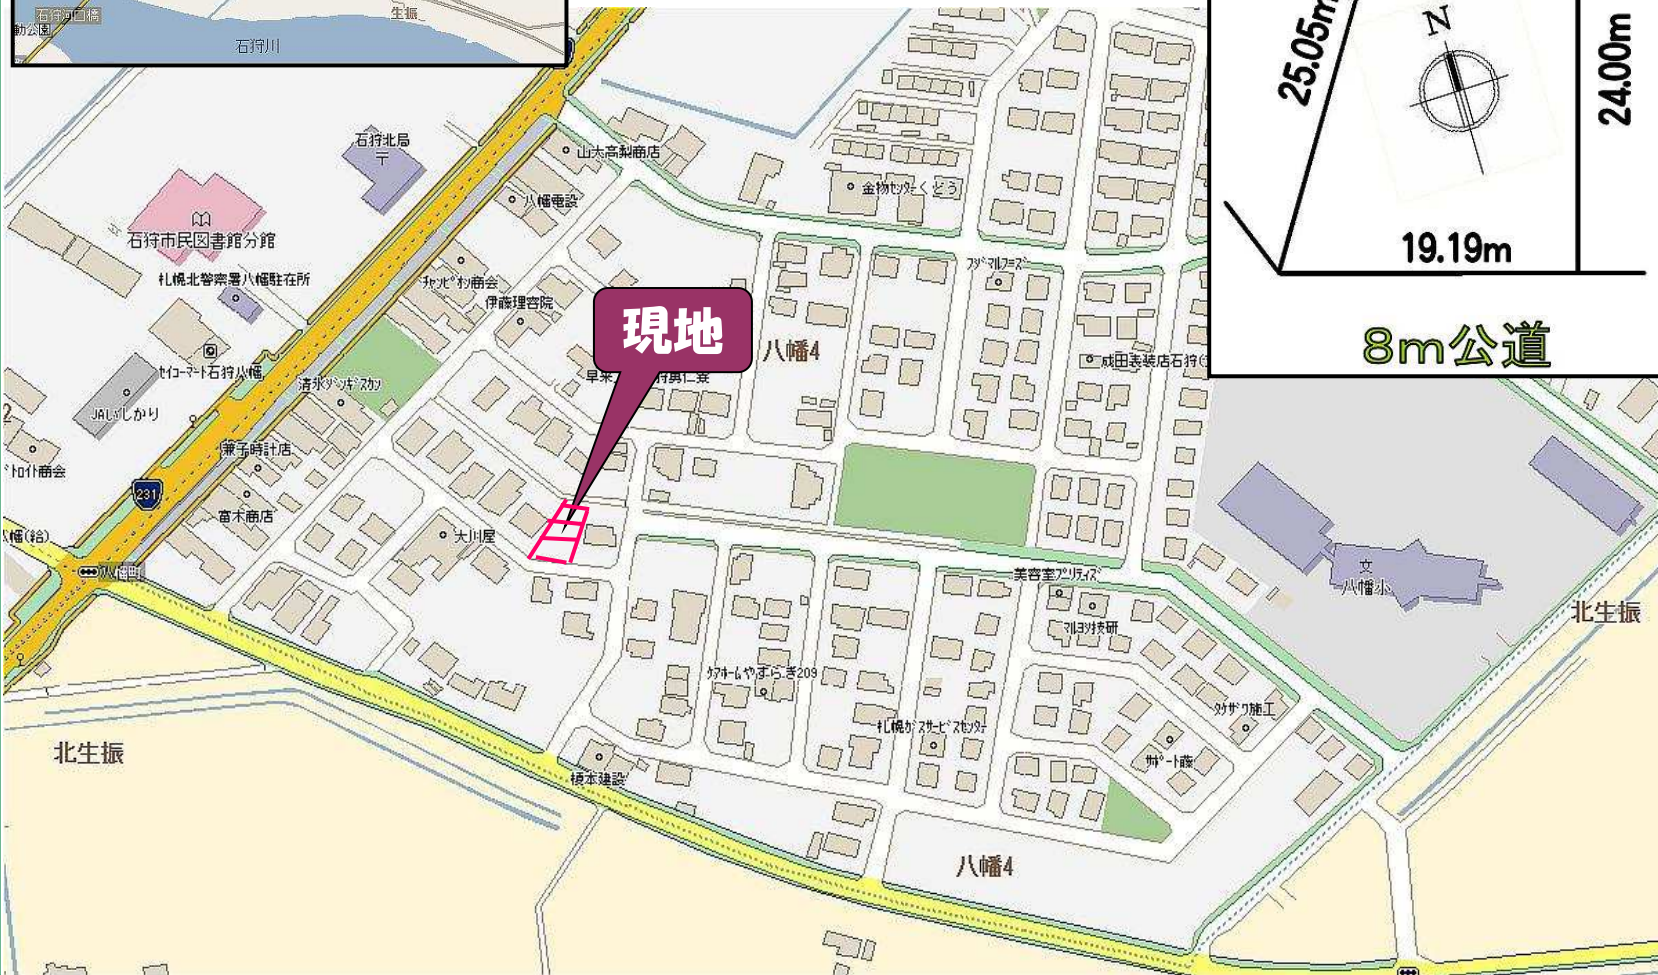 石狩河口橋
生振
動公園
石狩川
25.05m
N
24.00m
19.19m
8m公道
石狩北局
山大高梨商店
八幡電設
金物センターくどう
石狩市民図書館分館
札幌北警察署八幡駐在所
チャンピオン商会
伊藤理容院
フジマルフーズ
現地
八幡4
成田表装店石狩
セイコーマート石狩八幡
清水ジンギスカン
JAいしかり
兼子時計店
富木商店
大川屋
231
八幡町
美容室プリティズ
文
八幡小
北生振
マルヨシ技研
ケアホームやすらぎ209
タケザワ施工
札幌ガスサービスセンター
サポート藤
北生振
榎本建設
八幡4